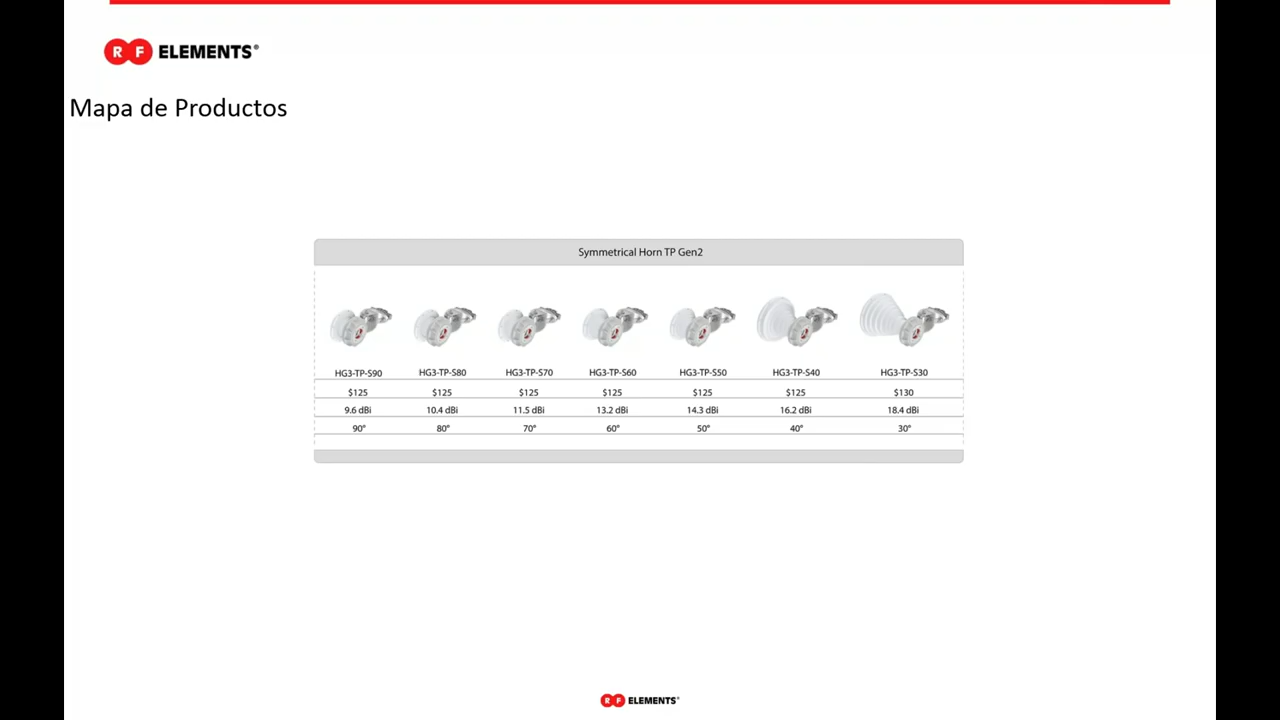 R F ELEMENTS®
Mapa de Productos
Symmetrical Horn TP Gen2
HG3-TP-S90 HG3-TP-S80 HG3-TP-S70 HG3-TP-S60 HG3-TP-S50 HG3-TP-S40 HG3-TP-S30
$125 $125 $125 $125 $125 $125 $130
9.6 dBi 10.4 dBi 11.5 dBi 13.2 dBi 14.3 dBi 16.2 dBi 18.4 dBi
90° 80° 70° 60° 50° 40° 30°
R F ELEMENTS®